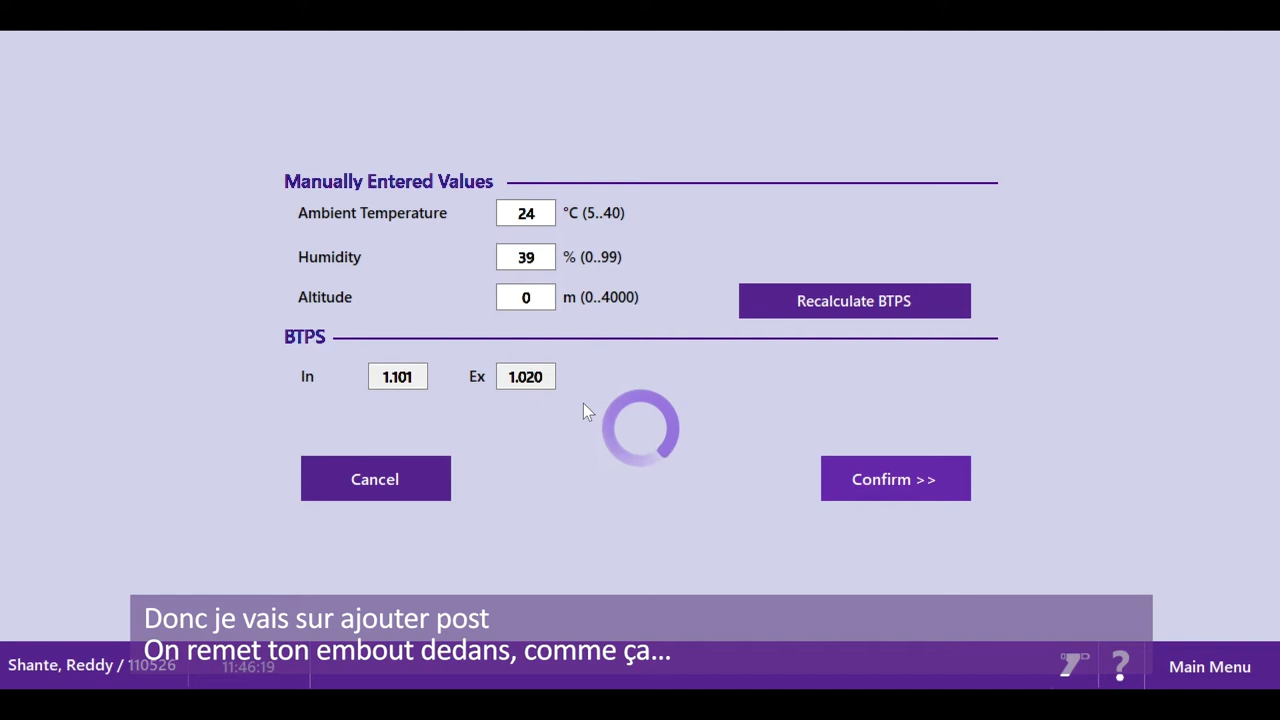 Manually Entered Values
Ambient Temperature 24 °C (5..40)
Humidity 39 % (0..99)
Altitude 0 m (0..4000) Recalculate BTPS
BTPS
In 1.101 Ex 1.020
Cancel Confirm >>
Donc je vais sur ajouter post
On remet ton embout dedans, comme ça...
Shante, Reddy / 110526 11:46:19 ? Main Menu